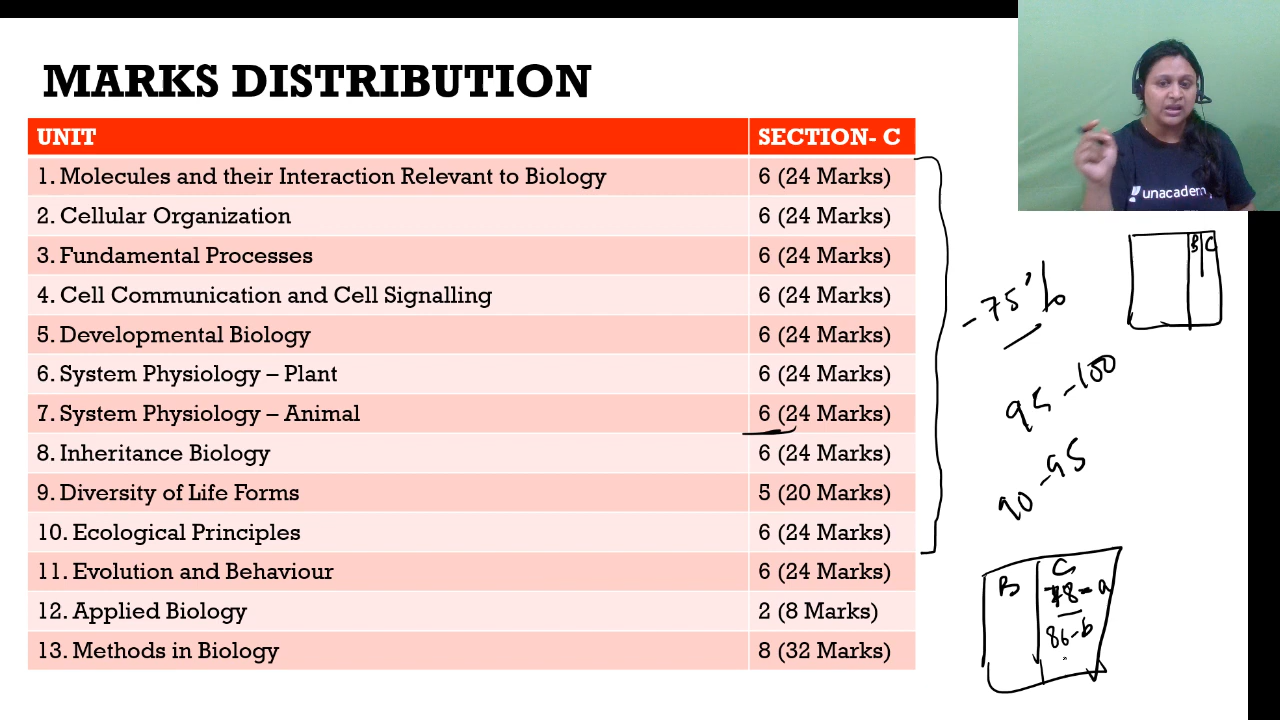 MARKS DISTRIBUTION
UNIT SECTION- C
1. Molecules and their Interaction Relevant to Biology 6 (24 Marks)
2. Cellular Organization 6 (24 Marks)
3. Fundamental Processes 6 (24 Marks)
4. Cell Communication and Cell Signalling 6 (24 Marks)
5. Developmental Biology 6 (24 Marks)
6. System Physiology – Plant 6 (24 Marks)
7. System Physiology – Animal 6 (24 Marks)
8. Inheritance Biology 6 (24 Marks)
9. Diversity of Life Forms 5 (20 Marks)
10. Ecological Principles 6 (24 Marks)
11. Evolution and Behaviour 6 (24 Marks)
12. Applied Biology 2 (8 Marks)
13. Methods in Biology 8 (32 Marks)
unacademy
B C
-75%
95-100
90-95
B C
78-a
86-b